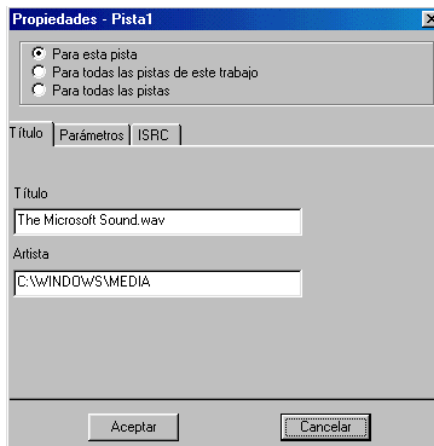 Propiedades - Pista1
Para esta pista
Para todas las pistas de este trabajo
Para todas las pistas
Título Parámetros ISRC
Título
The Microsoft Sound.wav
Artista
C:\WINDOWS\MEDIA
Aceptar Cancelar